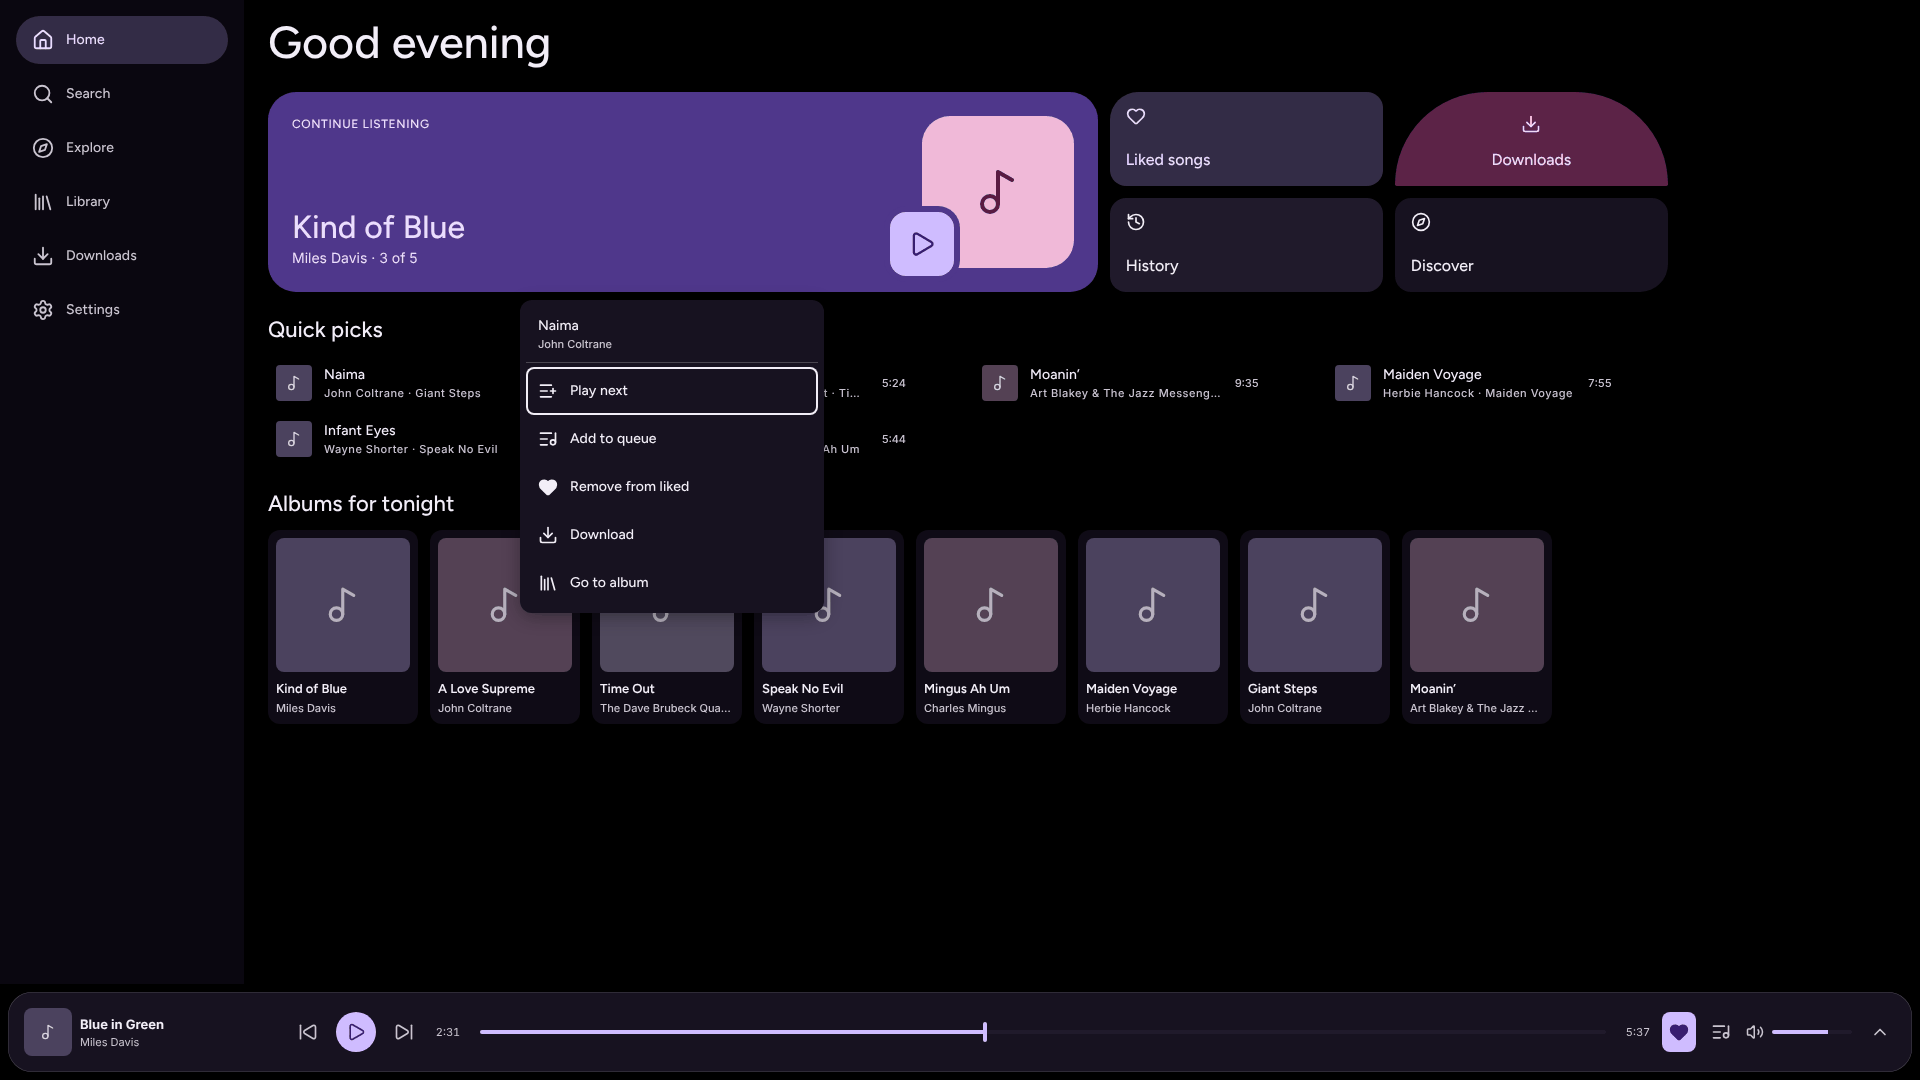 Home
Search
Explore
Library
Downloads
Settings
Good evening
CONTINUE LISTENING
Kind of Blue
Miles Davis · 3 of 5
Liked songs
Downloads
History
Discover
Quick picks
Naima
John Coltrane · Giant Steps
t · Ti...
5:24
Moanin’
Art Blakey & The Jazz Messeng...
9:35
Maiden Voyage
Herbie Hancock · Maiden Voyage
7:55
Infant Eyes
Wayne Shorter · Speak No Evil
Ah Um
5:44
Naima
John Coltrane
Play next
Add to queue
Remove from liked
Download
Go to album
Albums for tonight
Kind of Blue
Miles Davis
A Love Supreme
John Coltrane
Time Out
The Dave Brubeck Qua...
Speak No Evil
Wayne Shorter
Mingus Ah Um
Charles Mingus
Maiden Voyage
Herbie Hancock
Giant Steps
John Coltrane
Moanin’
Art Blakey & The Jazz ...
Blue in Green
Miles Davis
2:31
5:37